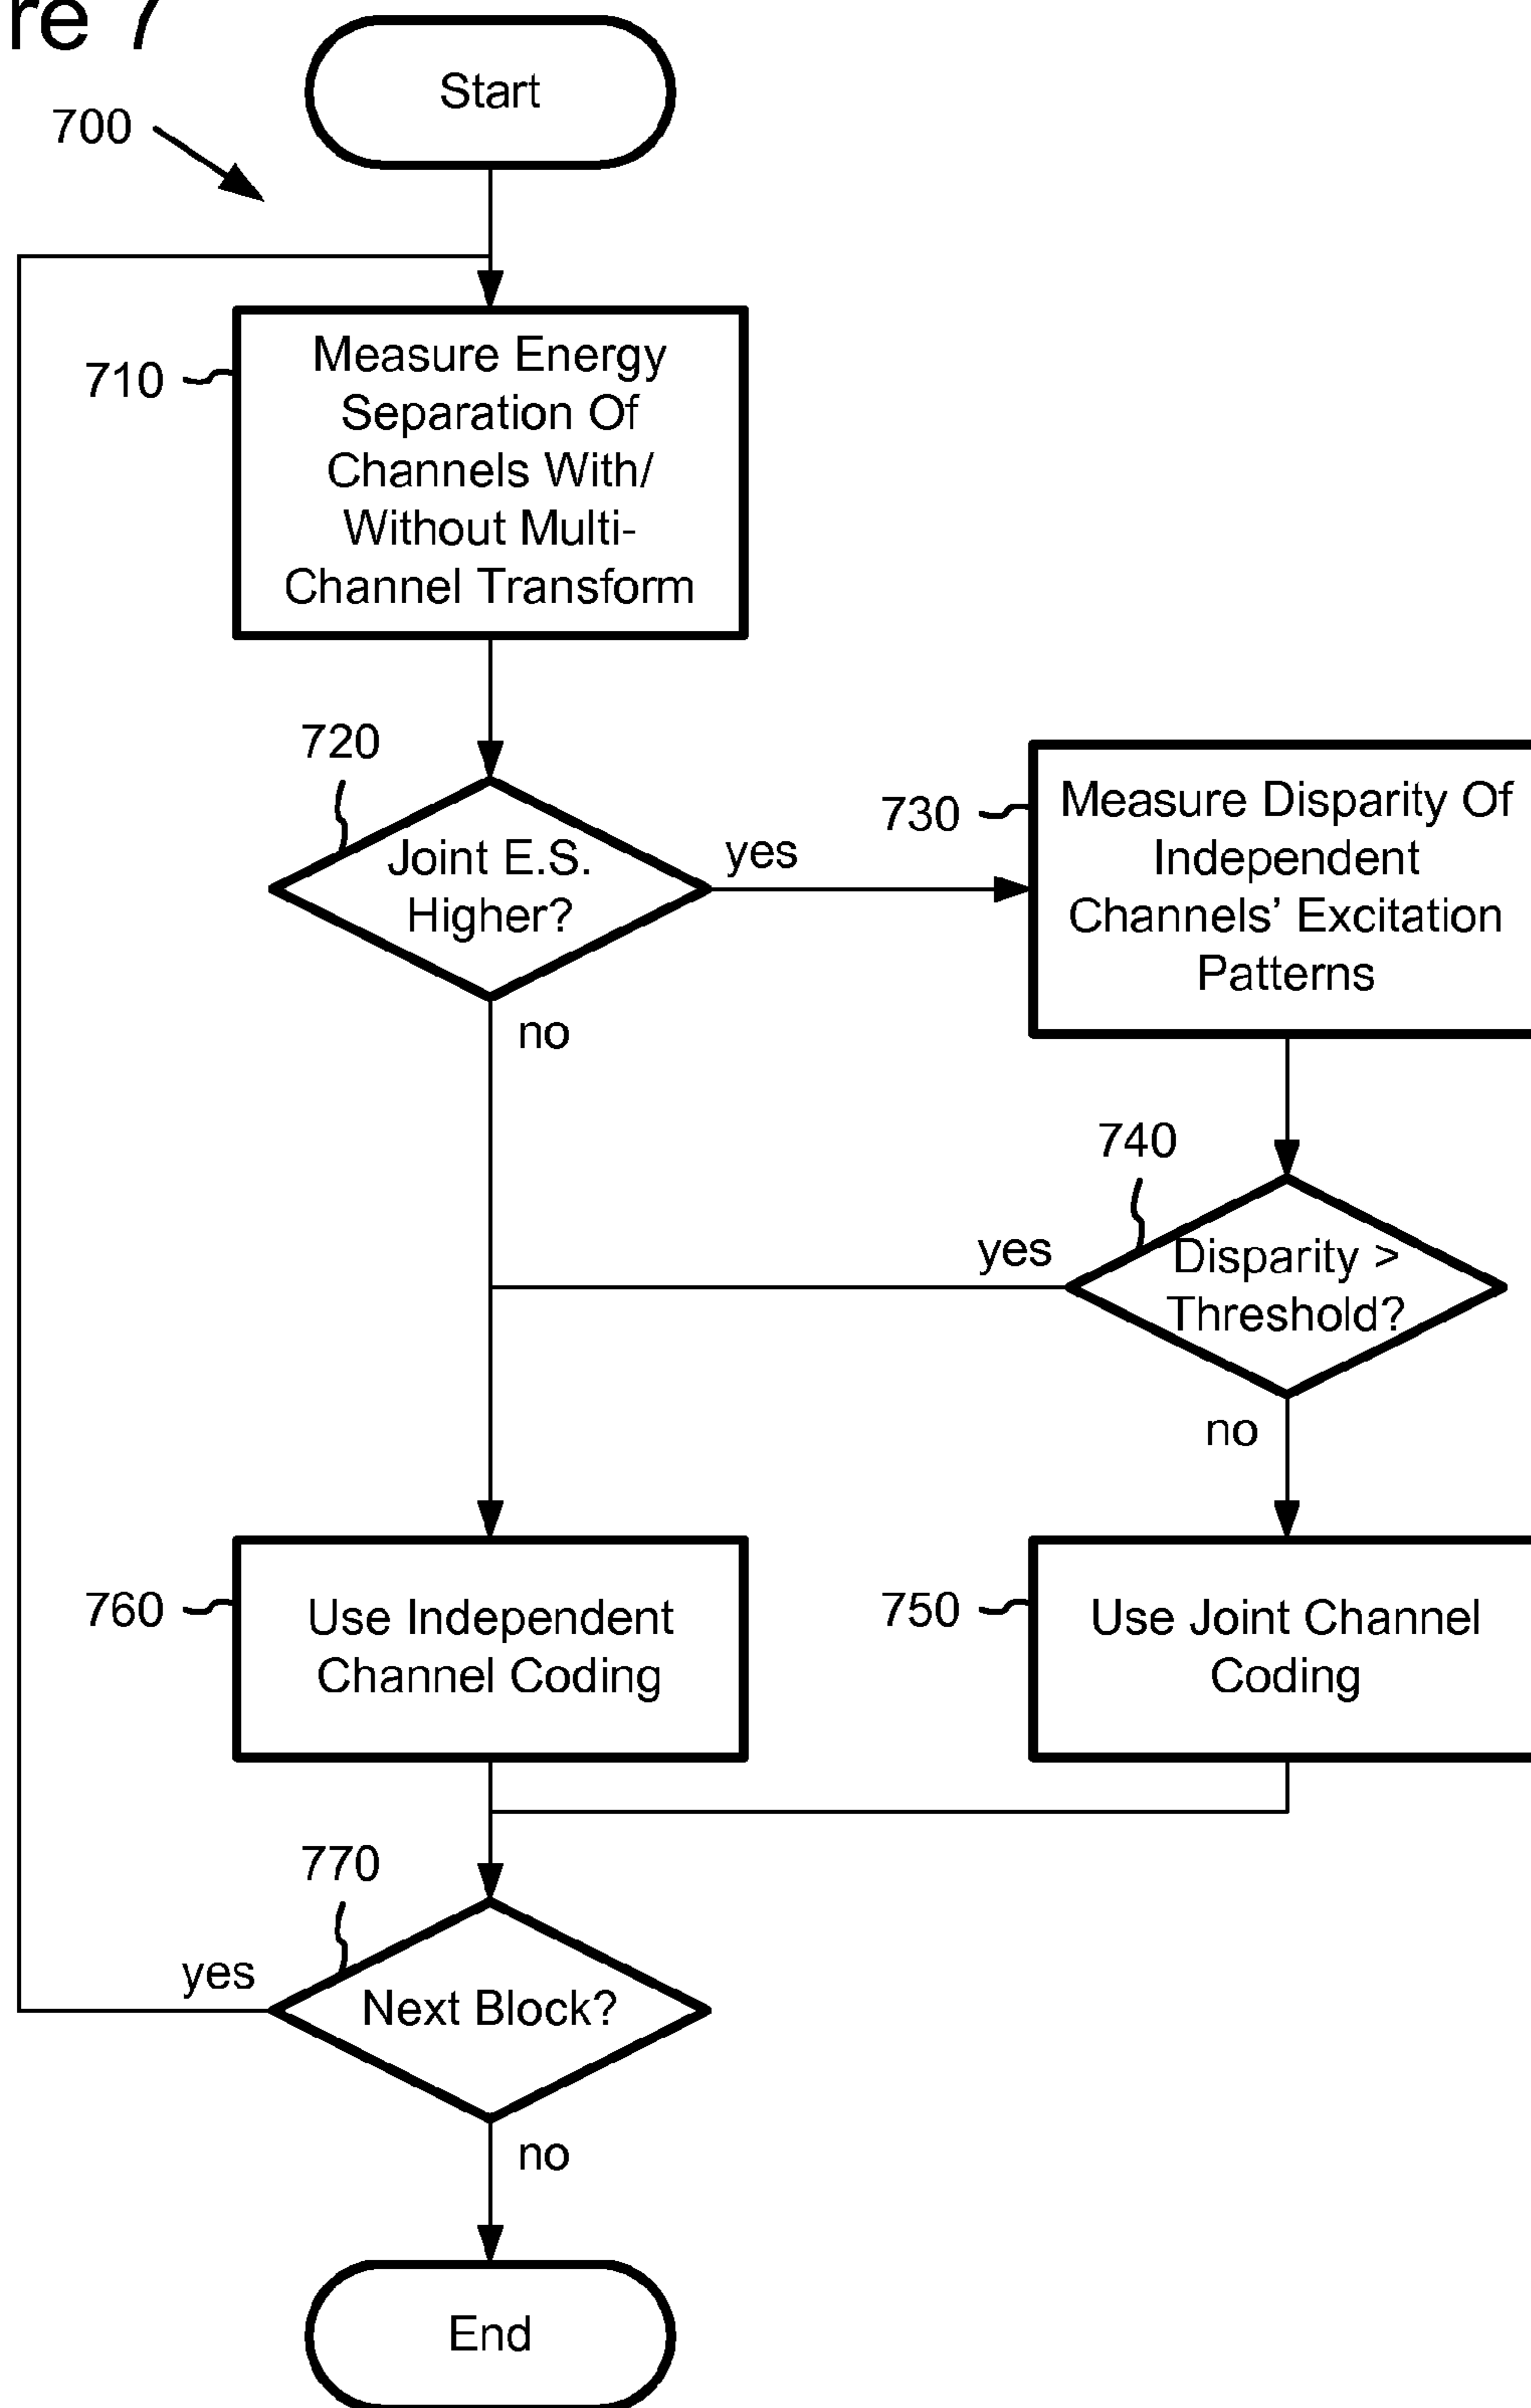 re 7
Start
700
710
Measure Energy
Separation Of
Channels With/
Without Multi-
Channel Transform
720
Joint E.S.
Higher?
yes
no
730
Measure Disparity Of
Independent
Channels’ Excitation
Patterns
740
Disparity >
Threshold?
yes
no
760
Use Independent
Channel Coding
750
Use Joint Channel
Coding
770
Next Block?
yes
no
End